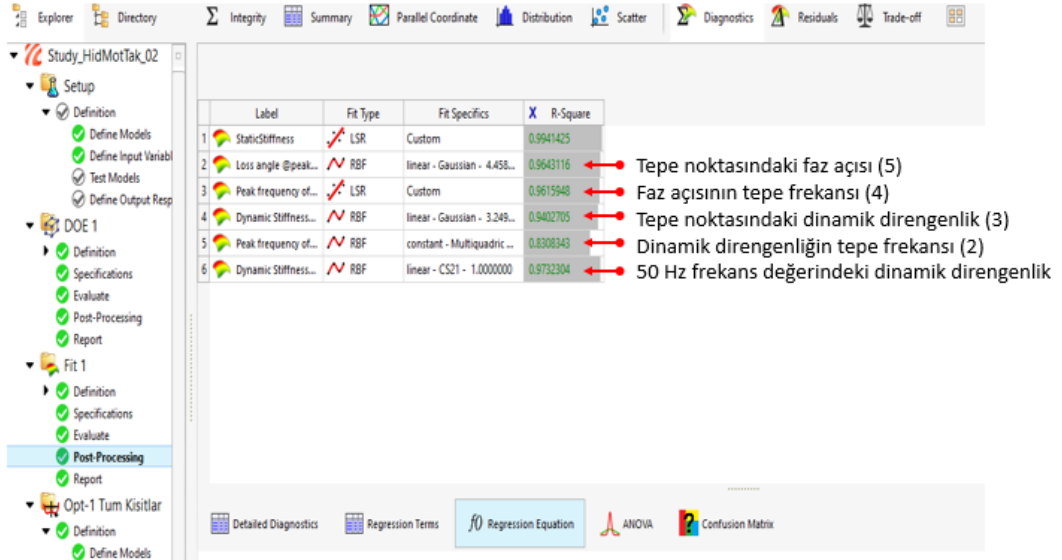 Explorer Directory Integrity Summary Parallel Coordinate Distribution Scatter Diagnostics Residuals Trade-off
Study_HidMotTak_02
Setup
Definition
Define Models
Define Input Variabl
Test Models
Define Output Resp
DOE 1
Definition
Specifications
Evaluate
Post-Processing
Report
Fit 1
Definition
Specifications
Evaluate
Post-Processing
Report
Opt-1 Tum Kisitlar
Definition
Define Models
Label Fit Type Fit Specifics X R-Square
1 StaticStiffness LSR Custom 0.9941425
2 Loss angle @peak... RBF linear - Gaussian - 4.458... 0.9643116
3 Peak frequency of... LSR Custom 0.9615948
4 Dynamic Stiffness... RBF linear - Gaussian - 3.249... 0.9402705
5 Peak frequency of... RBF constant - Multiquadric ... 0.8308343
6 Dynamic Stiffness... RBF linear - CS21 - 1.0000000 0.9732304
Tepe noktasındaki faz açısı (5)
Faz açısının tepe frekansı (4)
Tepe noktasındaki dinamik direngenlik (3)
Dinamik direngenliğin tepe frekansı (2)
50 Hz frekans değerindeki dinamik direngenlik
Detailed Diagnostics Regression Terms f() Regression Equation ANOVA Confusion Matrix